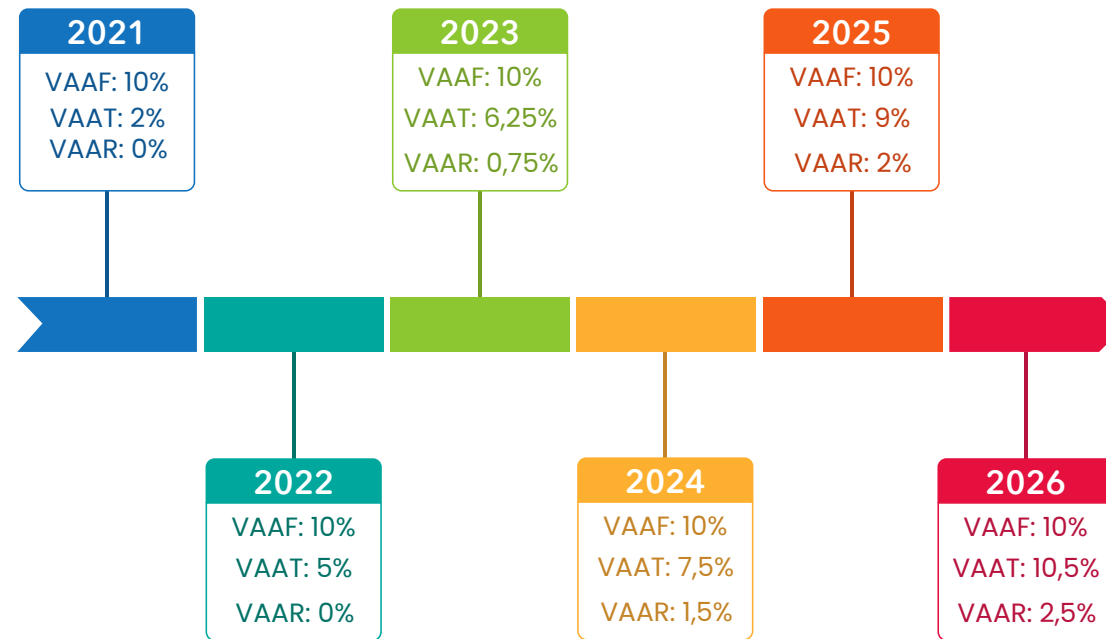 2021
VAAF: 10%
VAAT: 2%
VAAR: 0%
2022
VAAF: 10%
VAAT: 5%
VAAR: 0%
2023
VAAF: 10%
VAAT: 6,25%
VAAR: 0,75%
2024
VAAF: 10%
VAAT: 7,5%
VAAR: 1,5%
2025
VAAF: 10%
VAAT: 9%
VAAR: 2%
2026
VAAF: 10%
VAAT: 10,5%
VAAR: 2,5%